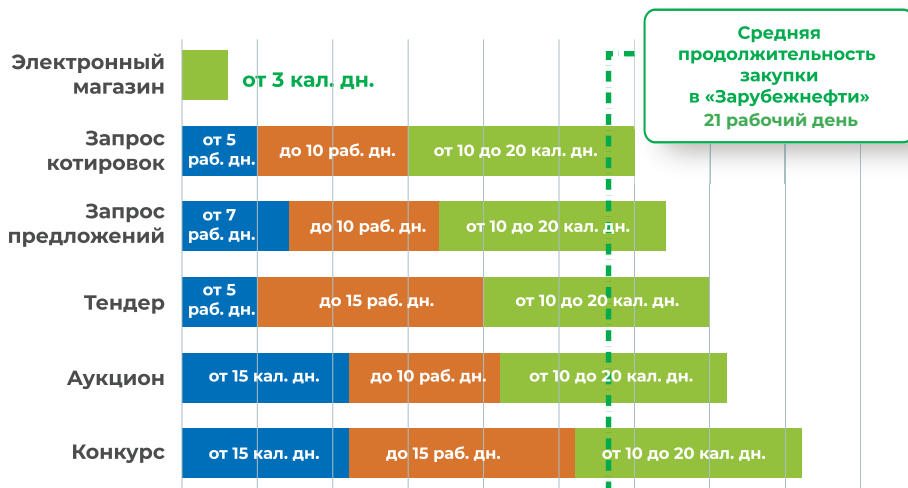 Средняя
продолжительность
закупки
в «Зарубежнефти»
21 рабочий день
Электронный
магазин
от 3 кал. дн.
Запрос
котировок
от 5
раб. дн.
до 10 раб. дн.
от 10 до 20 кал. дн.
Запрос
предложений
от 7
раб. дн.
до 10 раб. дн.
от 10 до 20 кал. дн.
Тендер
от 5
раб. дн.
до 15 раб. дн.
от 10 до 20 кал. дн.
Аукцион
от 15 кал. дн.
до 10 раб. дн.
от 10 до 20 кал. дн.
Конкурс
от 15 кал. дн.
до 15 раб. дн.
от 10 до 20 кал. дн.